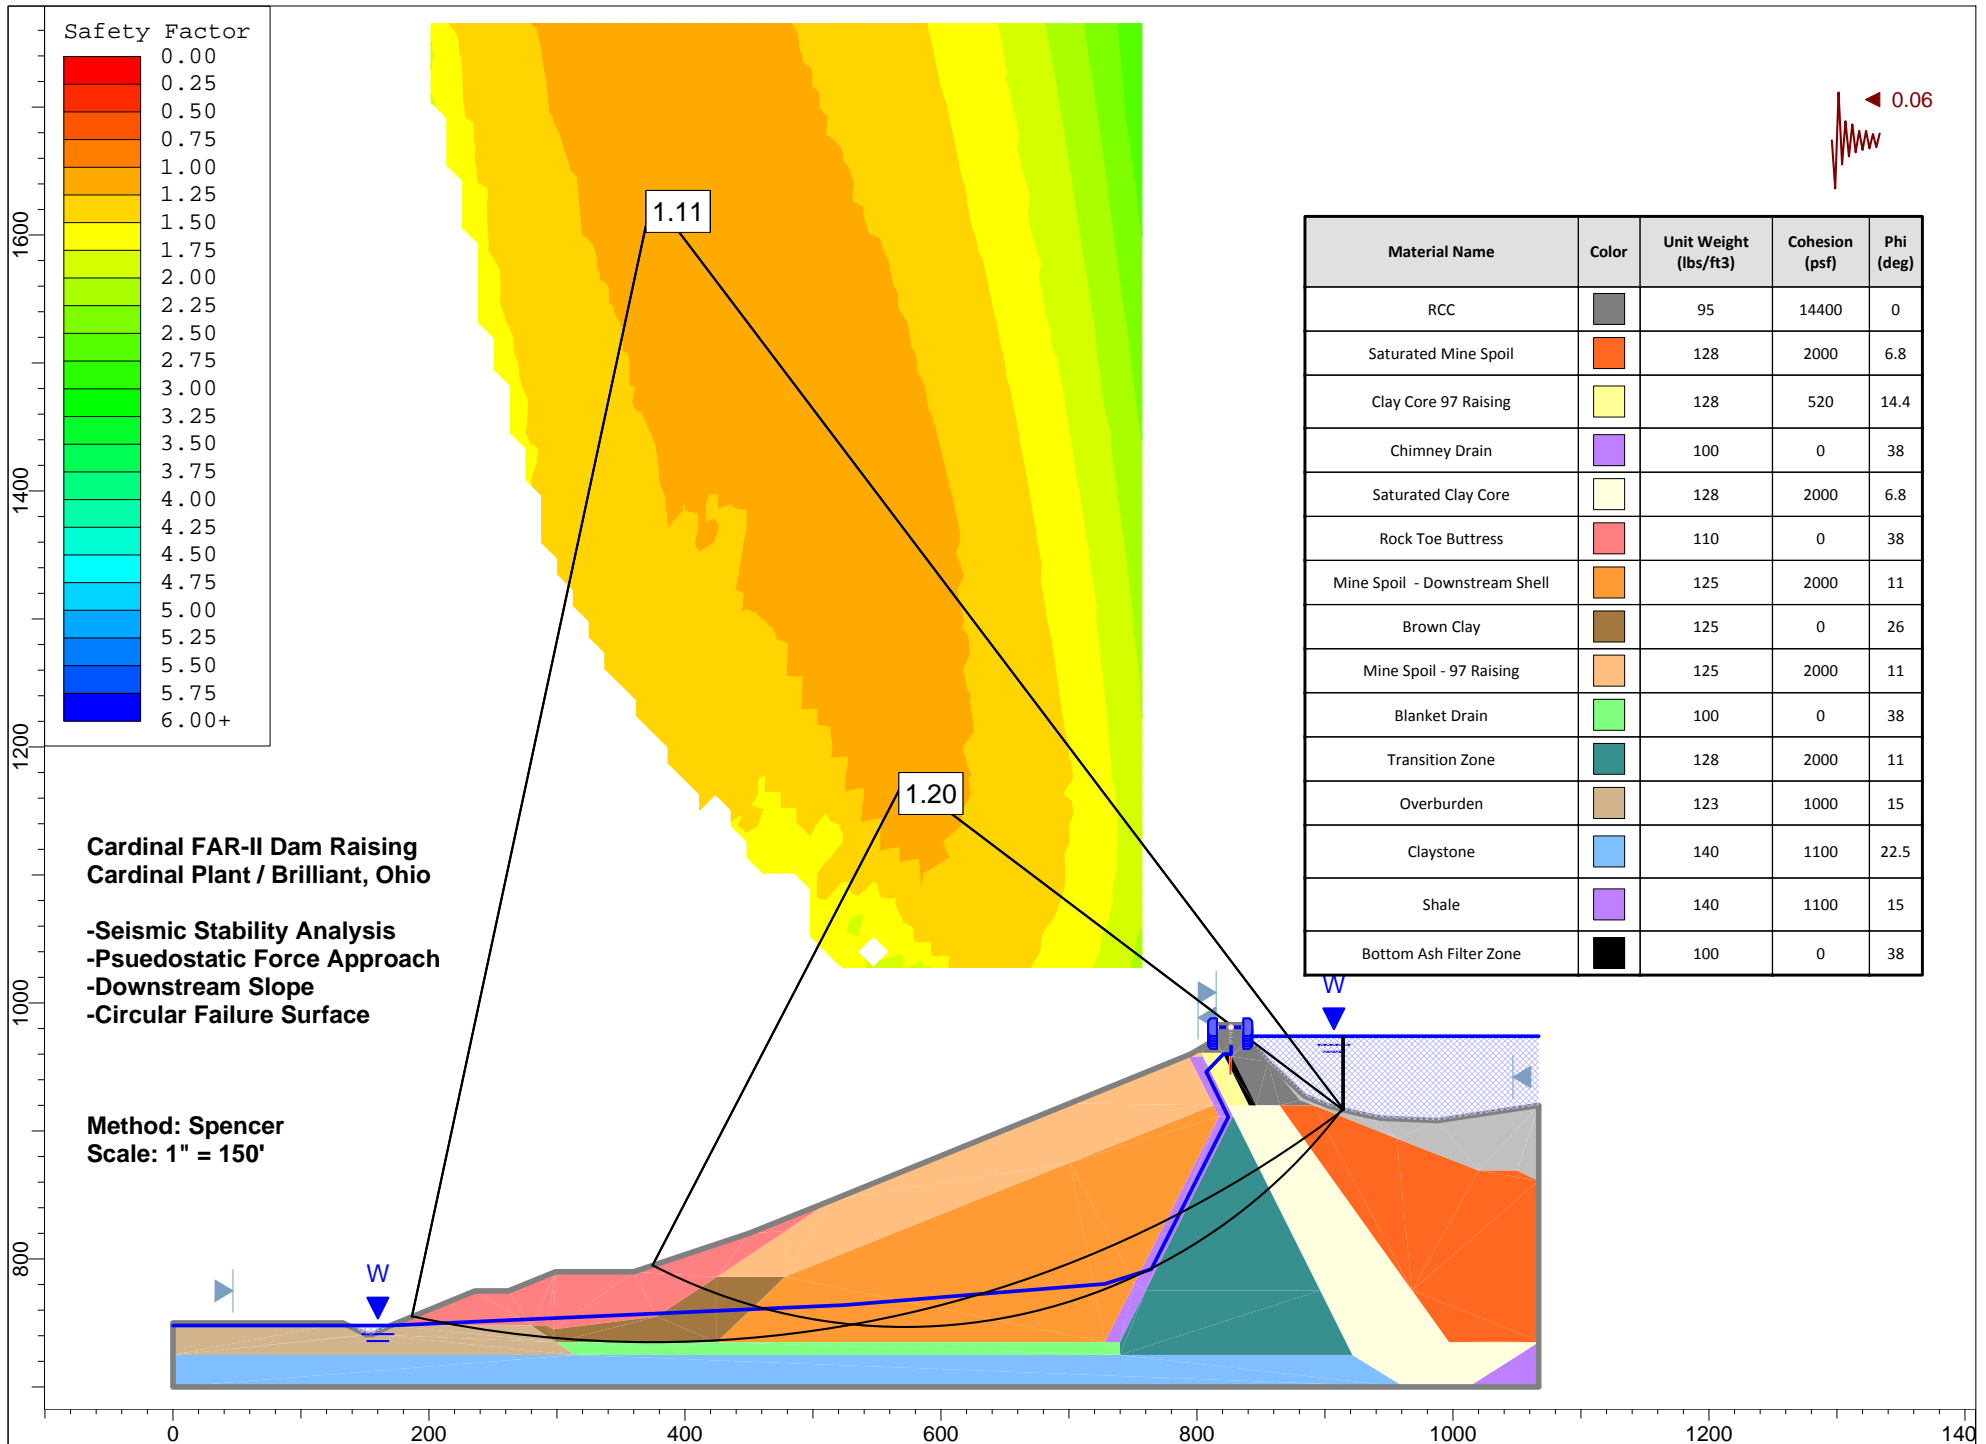 Safety Factor
0.00
0.25
0.50
0.75
1.00
1.25
1.50
1.75
2.00
2.25
2.50
2.75
3.00
3.25
3.50
3.75
4.00
4.25
4.50
4.75
5.00
5.25
5.50
5.75
6.00+
0.06
1.11
1.20
Material Name Color Unit Weight (lbs/ft3) Cohesion (psf) Phi (deg)
RCC 95 14400 0
Saturated Mine Spoil 128 2000 6.8
Clay Core 97 Raising 128 520 14.4
Chimney Drain 100 0 38
Saturated Clay Core 128 2000 6.8
Rock Toe Buttress 110 0 38
Mine Spoil - Downstream Shell 125 2000 11
Brown Clay 125 0 26
Mine Spoil - 97 Raising 125 2000 11
Blanket Drain 100 0 38
Transition Zone 128 2000 11
Overburden 123 1000 15
Claystone 140 1100 22.5
Shale 140 1100 15
Bottom Ash Filter Zone 100 0 38
Cardinal FAR-II Dam Raising
Cardinal Plant / Brilliant, Ohio
-Seismic Stability Analysis
-Psuedostatic Force Approach
-Downstream Slope
-Circular Failure Surface
Method: Spencer
Scale: 1" = 150'
W
W
1600
1400
1200
1000
800
0 200 400 600 800 1000 1200 140